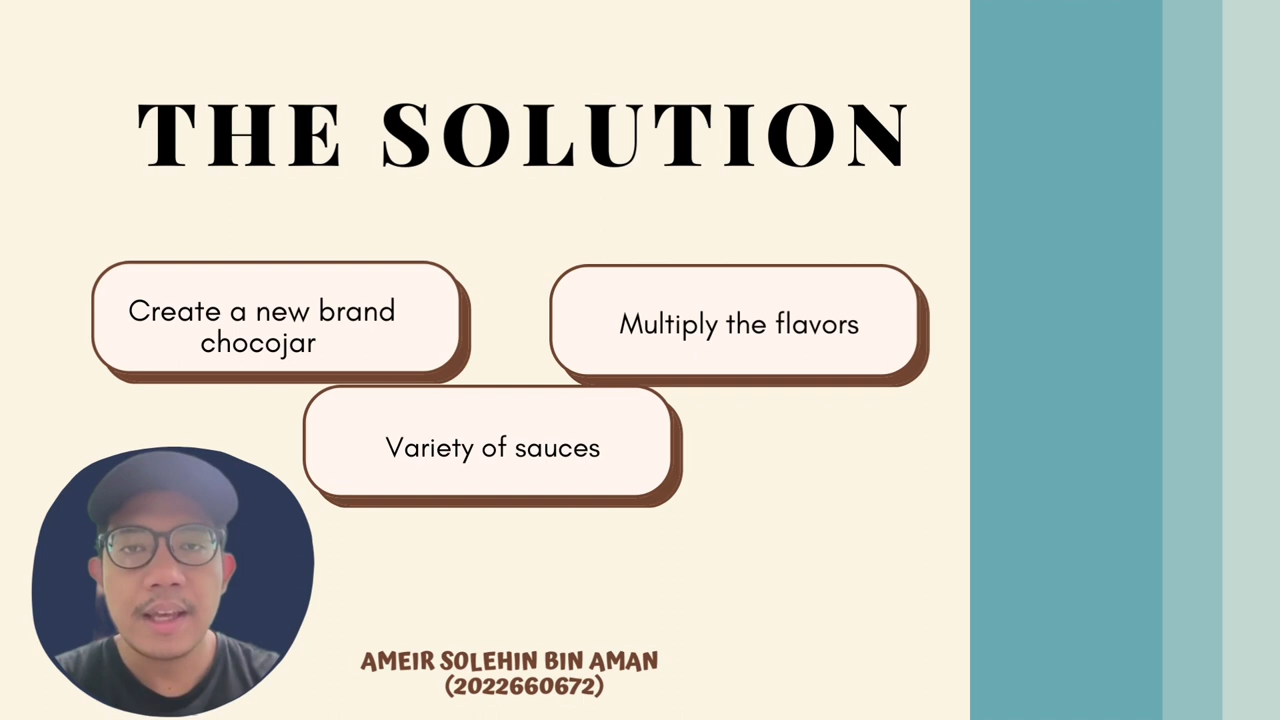 THE SOLUTION
Create a new brand
chocojar
Multiply the flavors
Variety of sauces
AMEIR SOLEHIN BIN AMAN
(2022660672)